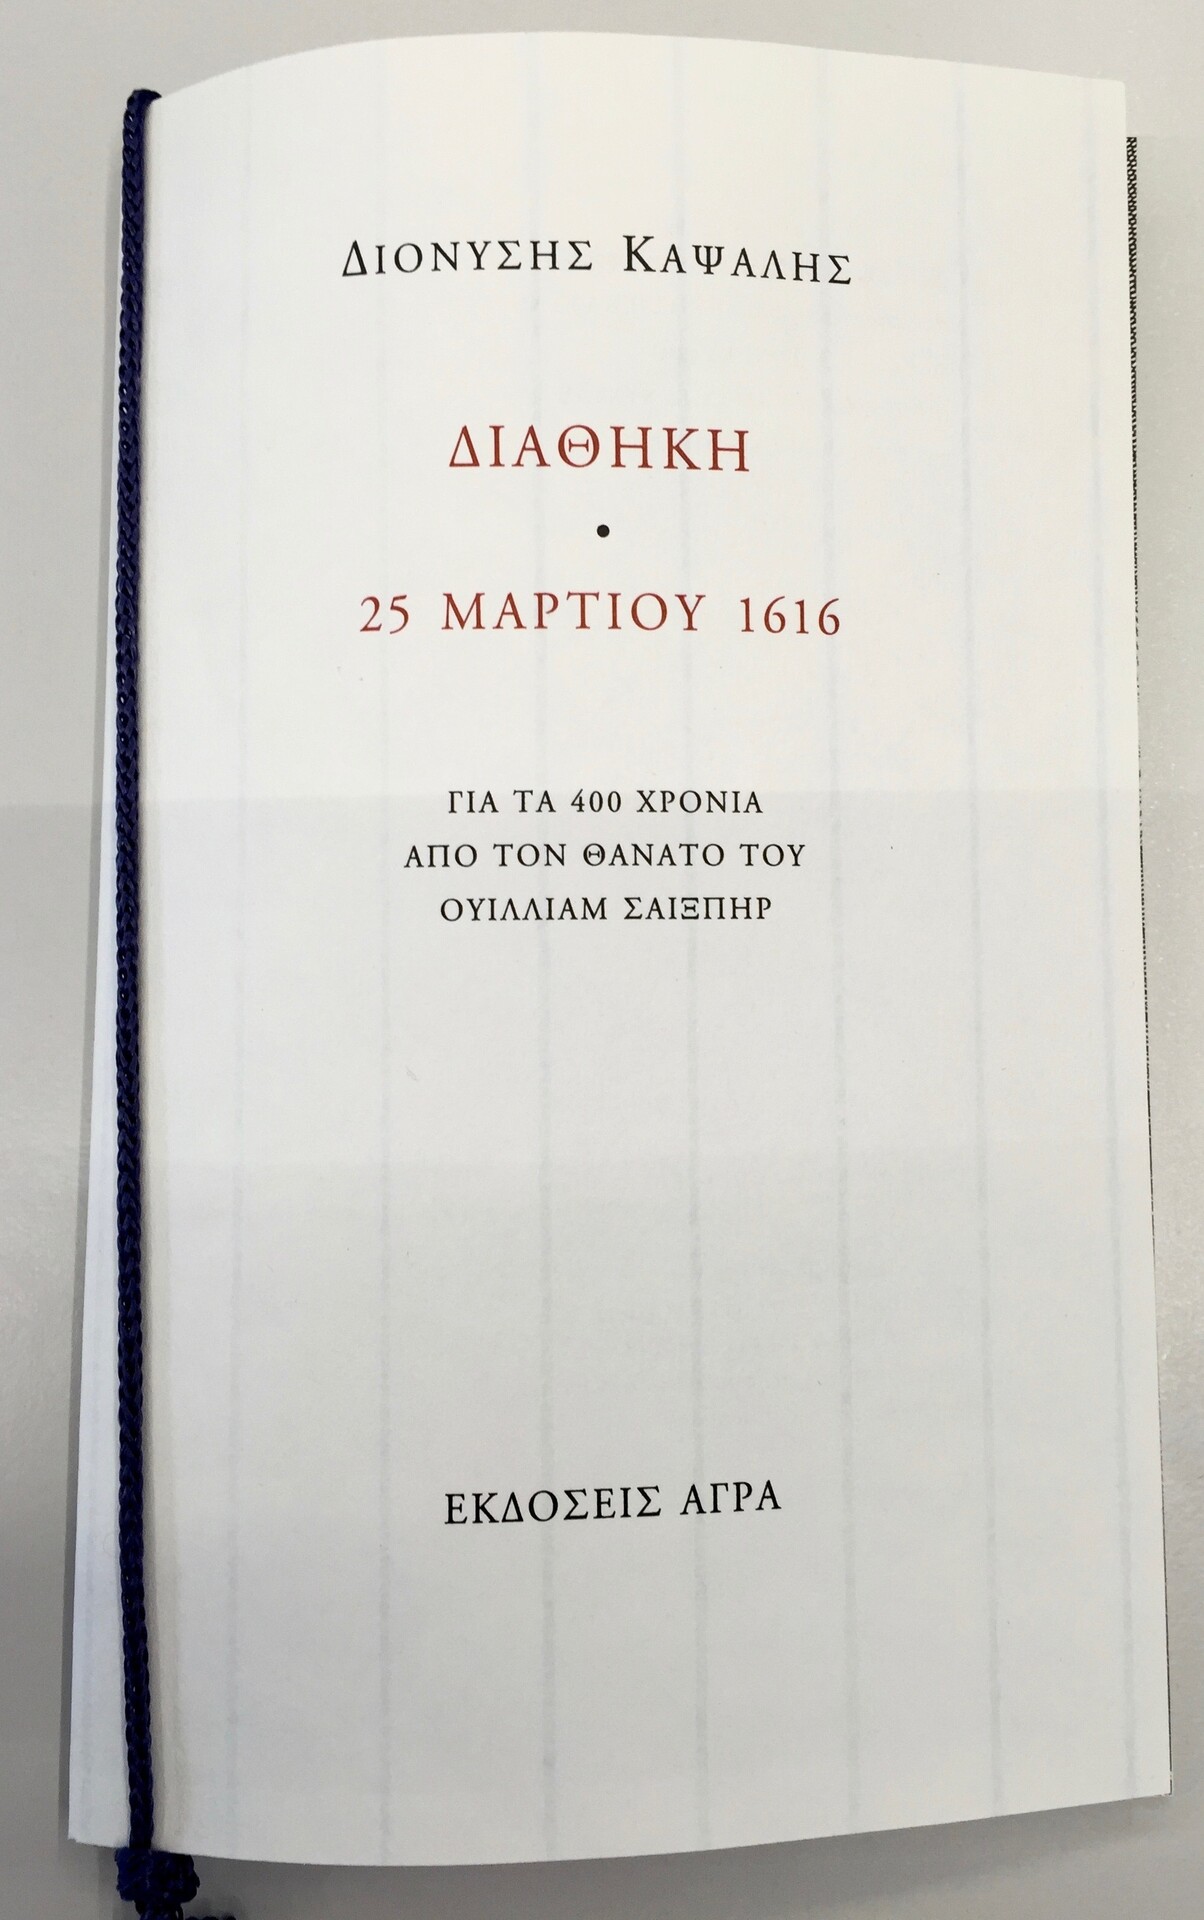 ΔΙΟΝΥΣΗΣ ΚΑΨΑΛΗΣ
ΔΙΑΘΗΚΗ
•
25 ΜΑΡΤΙΟΥ 1616
ΓΙΑ ΤΑ 400 ΧΡΟΝΙΑ
ΑΠΟ ΤΟΝ ΘΑΝΑΤΟ ΤΟΥ
ΟΥΙΛΛΙΑΜ ΣΑΙΞΠΗΡ
ΕΚΔΟΣΕΙΣ ΑΓΡΑ